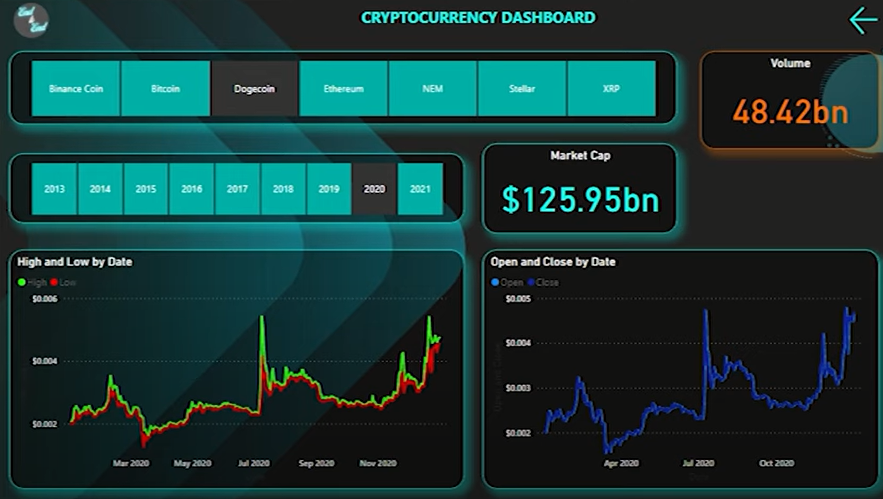 End 2 End
CRYPTOCURRENCY DASHBOARD
Binance Coin
Bitcoin
Dogecoin
Ethereum
NEM
Stellar
XRP
Volume
48.42bn
2013
2014
2015
2016
2017
2018
2019
2020
2021
Market Cap
$125.95bn
High and Low by Date
High Low
$0.006
$0.004
$0.002
Mar 2020
May 2020
Jul 2020
Sep 2020
Nov 2020
Open and Close by Date
Open Close
$0.005
$0.004
$0.003
$0.002
Apr 2020
Jul 2020
Oct 2020